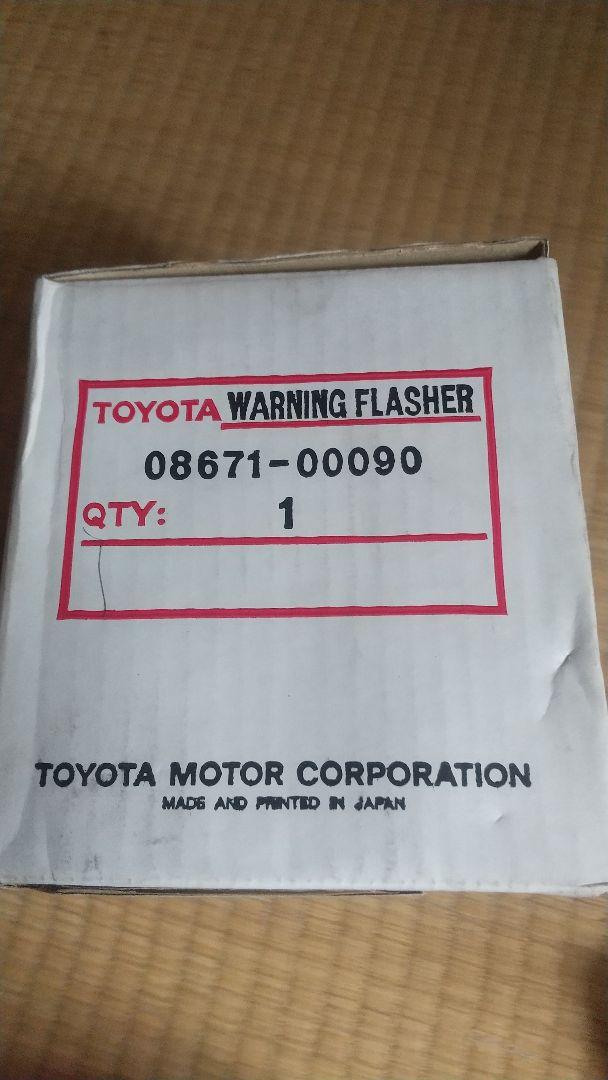 TOYOTA WARNING FLASHER
08671-00090
QTY: 1
TOYOTA MOTOR CORPORATION
MADE AND PRINTED IN JAPAN